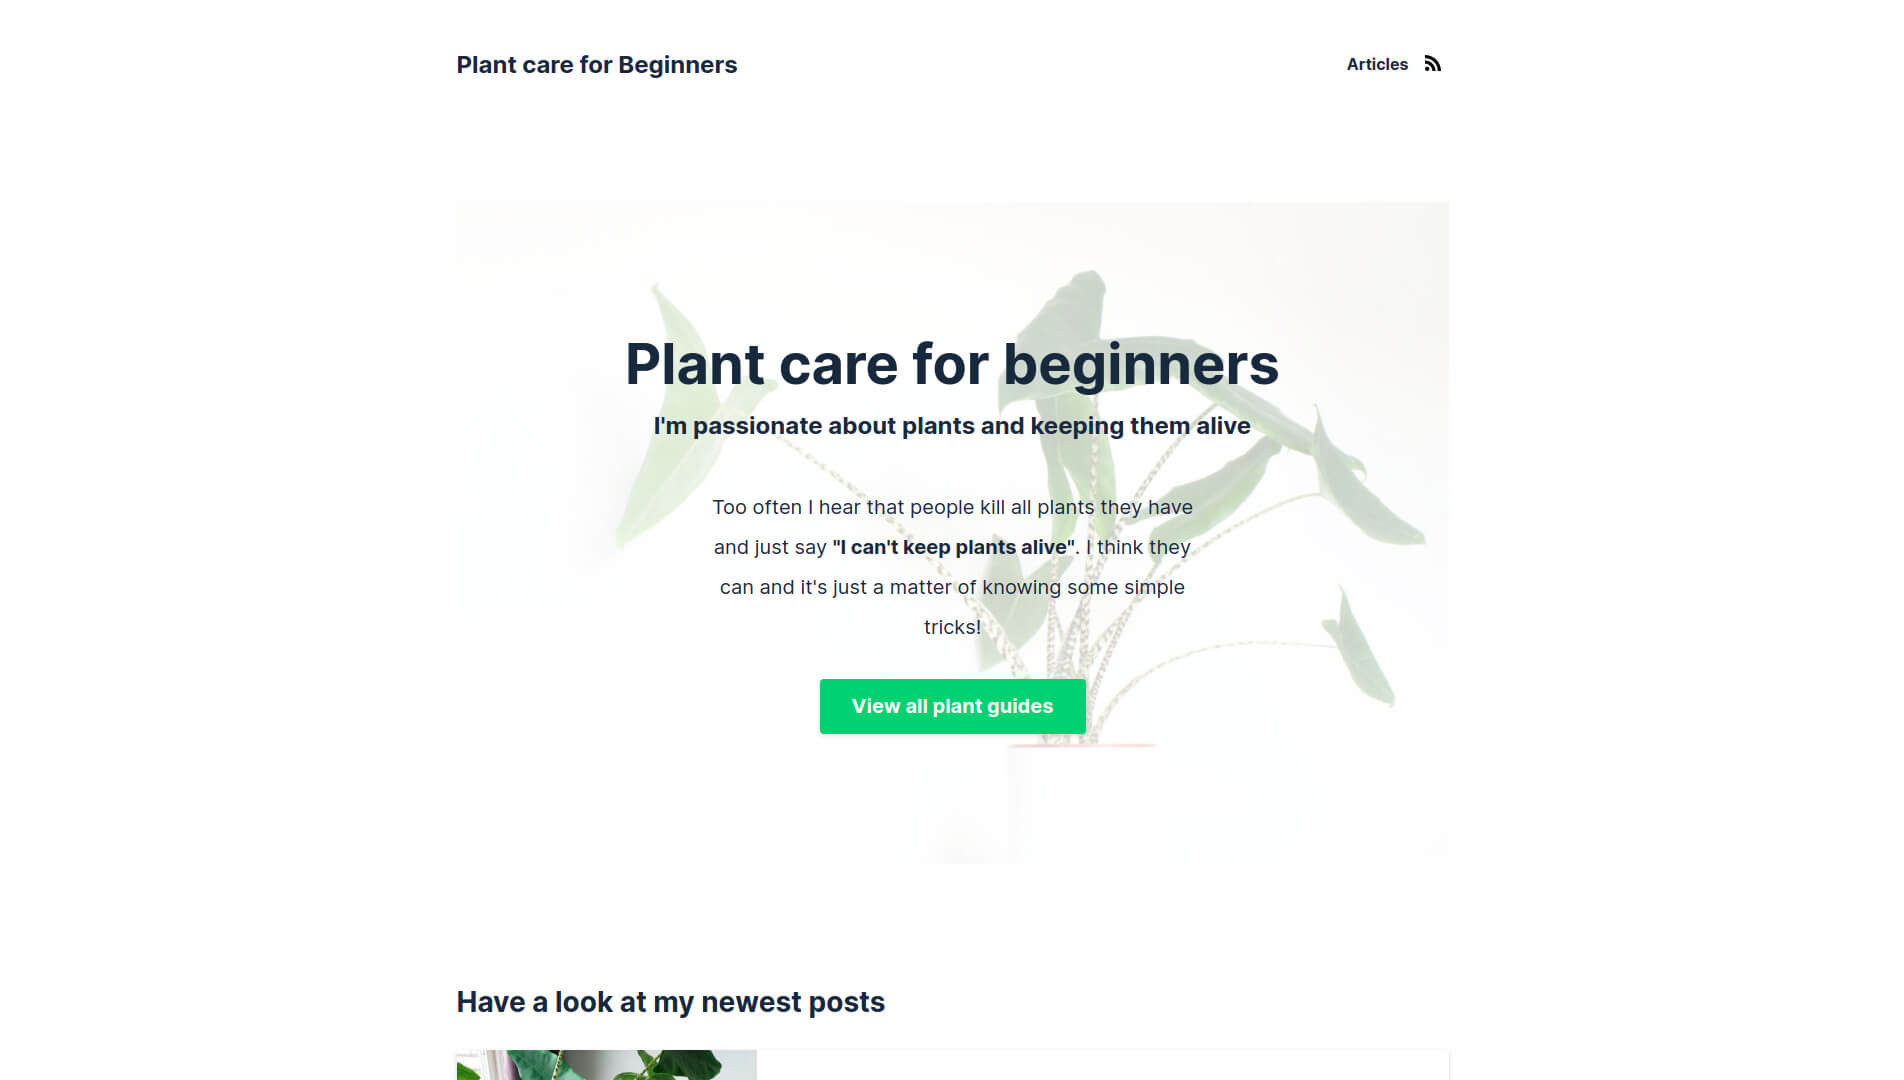 Plant care for Beginners
Articles
Plant care for beginners
I'm passionate about plants and keeping them alive
Too often I hear that people kill all plants they have
and just say "I can't keep plants alive". I think they
can and it's just a matter of knowing some simple
tricks!
View all plant guides
Have a look at my newest posts